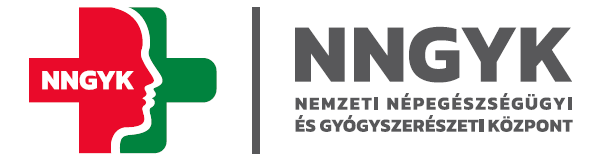 NNGYK
NNGYK
NEMZETI NÉPEGÉSZSÉGÜGYI
ÉS GYÓGYSZERÉSZETI KÖZPONT